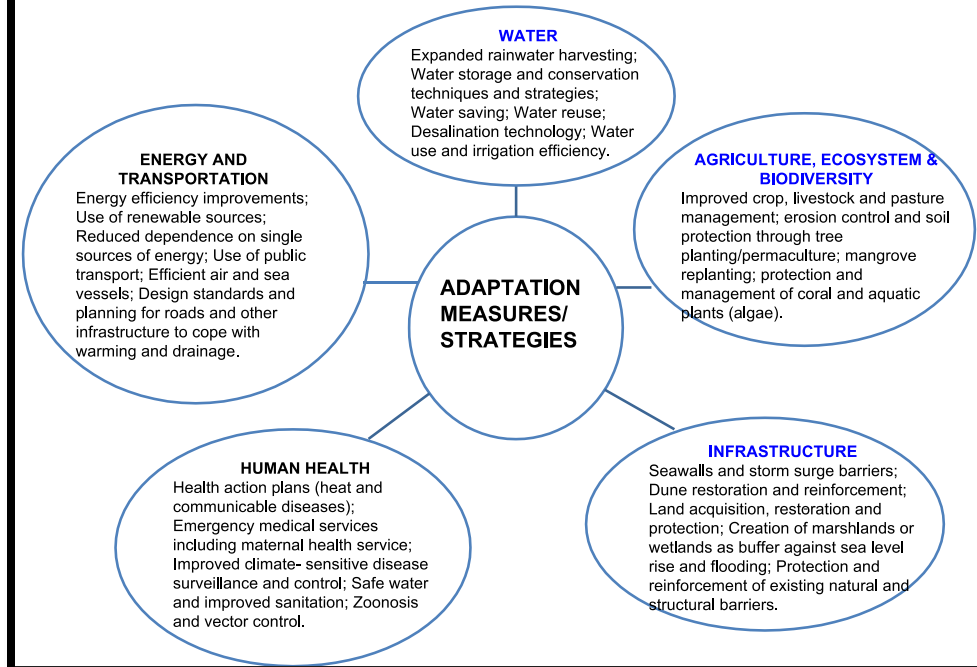 WATER
Expanded rainwater harvesting;
Water storage and conservation
techniques and strategies;
Water saving; Water reuse;
Desalination technology; Water
use and irrigation efficiency.
ENERGY AND
TRANSPORTATION
Energy efficiency improvements;
Use of renewable sources;
Reduced dependence on single
sources of energy; Use of public
transport; Efficient air and sea
vessels; Design standards and
planning for roads and other
infrastructure to cope with
warming and drainage.
AGRICULTURE, ECOSYSTEM &
BIODIVERSITY
Improved crop, livestock and pasture
management; erosion control and soil
protection through tree
planting/permaculture; mangrove
replanting; protection and
management of coral and aquatic
plants (algae).
ADAPTATION
MEASURES/
STRATEGIES
HUMAN HEALTH
Health action plans (heat and
communicable diseases);
Emergency medical services
including maternal health service;
Improved climate- sensitive disease
surveillance and control; Safe water
and improved sanitation; Zoonosis
and vector control.
INFRASTRUCTURE
Seawalls and storm surge barriers;
Dune restoration and reinforcement;
Land acquisition, restoration and
protection; Creation of marshlands or
wetlands as buffer against sea level
rise and flooding; Protection and
reinforcement of existing natural and
structural barriers.